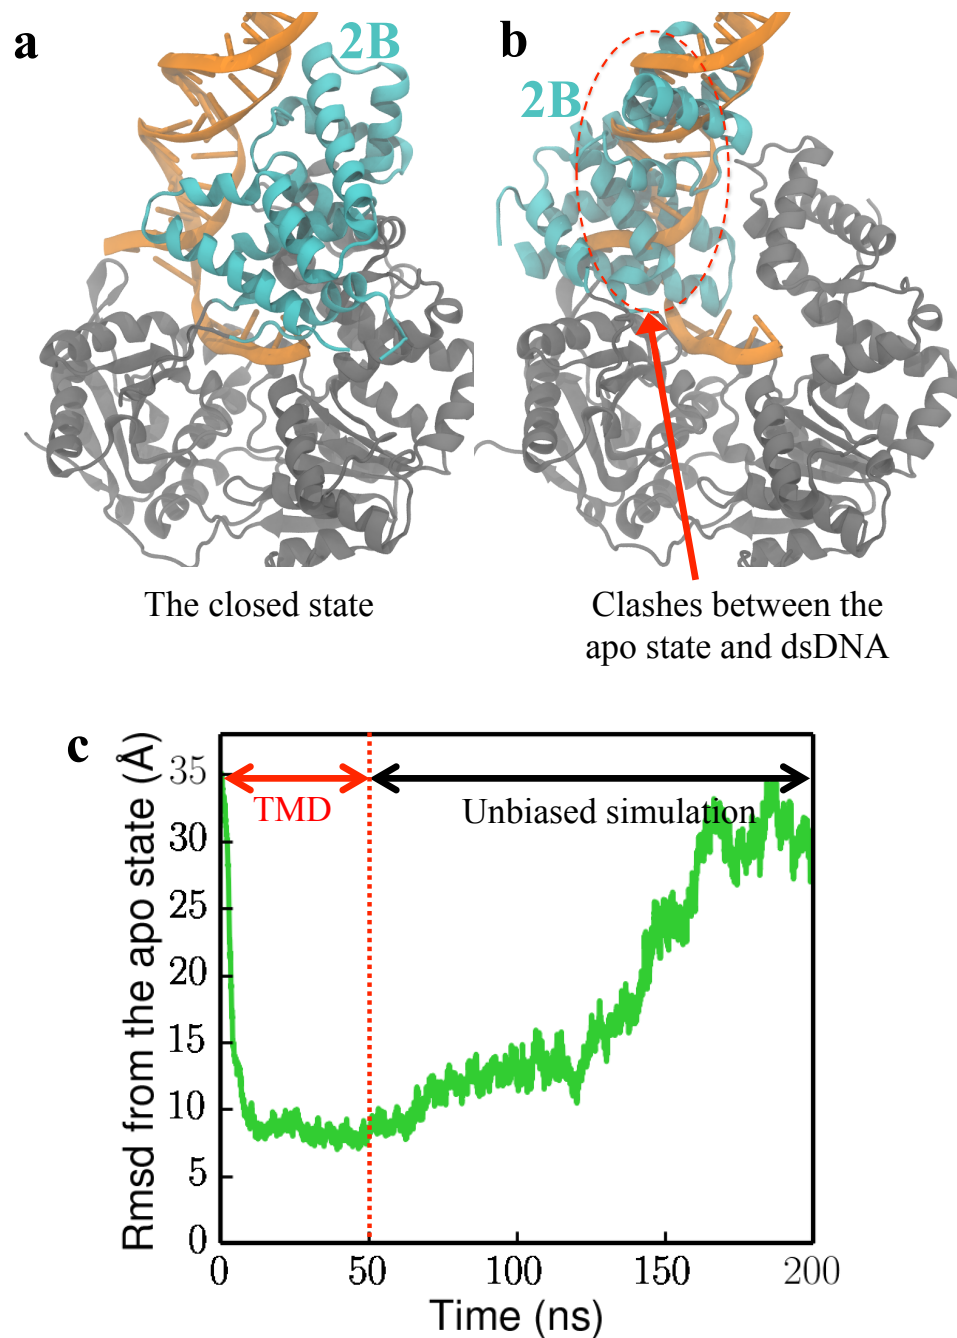 a
2B
b
2B
The closed state
Clashes between the
apo state and dsDNA
c
Rmsd from the apo state (Å)
35
30
25
20
15
10
5
0
TMD
Unbiased simulation
0 50 100 150 200
Time (ns)